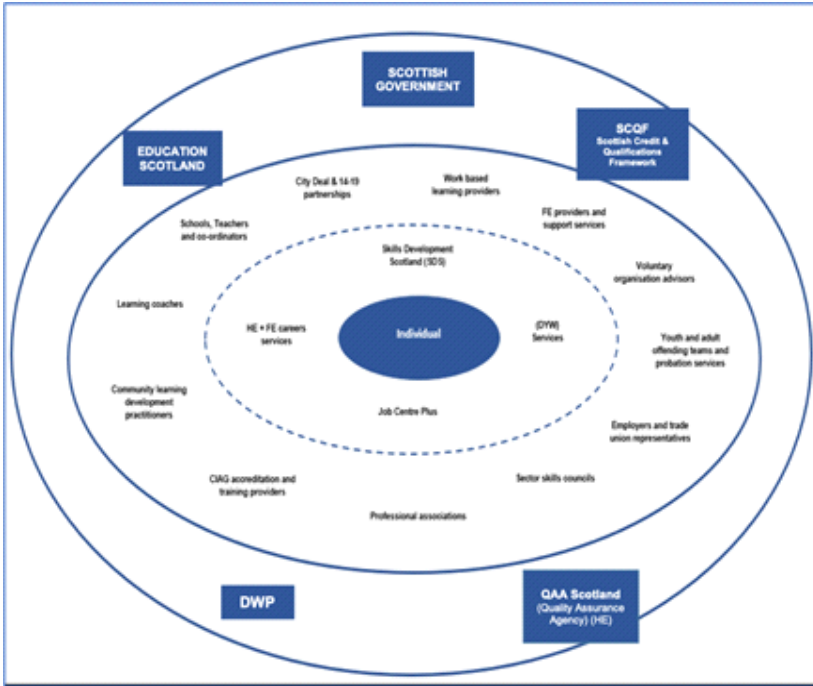 SCOTTISH
GOVERNMENT
SCQF
Scottish Credit &
Qualifications
Framework
EDUCATION
SCOTLAND
City Deal & 14-19
partnerships
Work based
learning providers
FE providers and
support services
Schools, Teachers
and co-ordinators
Skills Development
Scotland (SDS)
Voluntary
organisation advisors
Learning coaches
HE + FE careers
services
Individual
(DYW)
Services
Youth and adult
offending teams and
probation services
Community learning
development
practitioners
Job Centre Plus
Employers and trade
union representatives
CIAG accreditation and
training providers
Sector skills councils
Professional associations
DWP
QAA Scotland
(Quality Assurance
Agency) (HE)